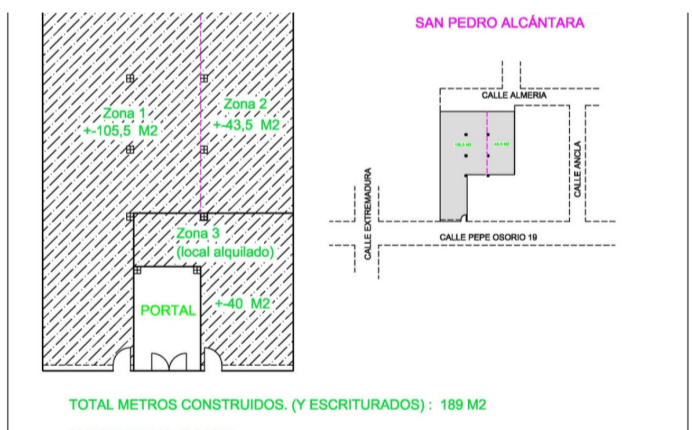 SAN PEDRO ALCÁNTARA
CALLE ALMERIA
Zona 1
+-105,5 M2
Zona 2
+-43,5 M2
CALLE ANCLA
CALLE EXTREMADURA
CALLE PEPE OSORIO 19
Zona 3
(local alquilado)
+-40 M2
PORTAL
TOTAL METROS CONSTRUIDOS. (Y ESCRITURADOS) : 189 M2